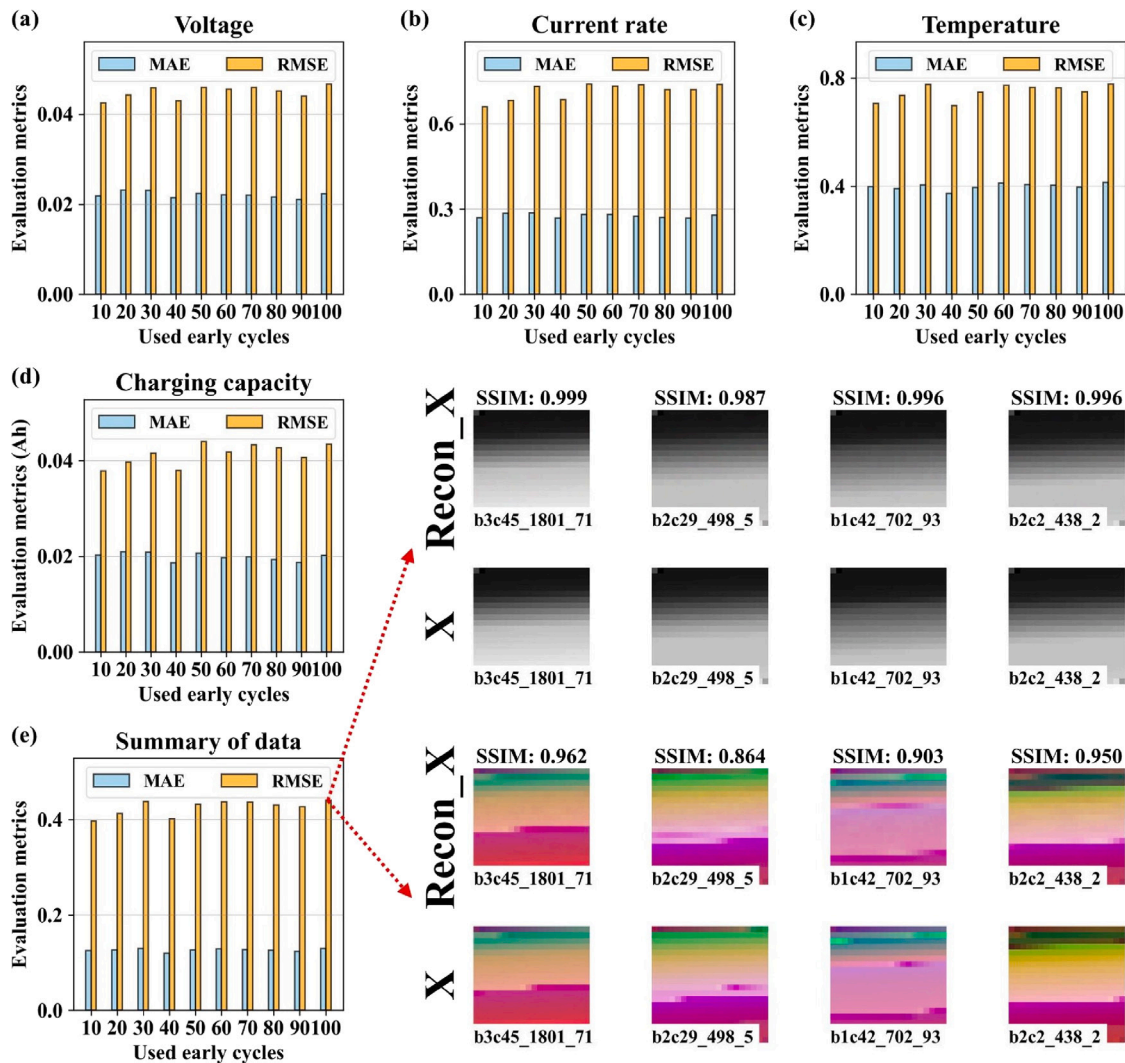 (a)
Voltage
MAE RMSE
Evaluation metrics
0.04
0.02
0.00
10 20 30 40 50 60 70 80 90100
Used early cycles
(b)
Current rate
MAE RMSE
Evaluation metrics
0.6
0.3
0.0
10 20 30 40 50 60 70 80 90100
Used early cycles
(c)
Temperature
MAE RMSE
Evaluation metrics
0.8
0.4
0.0
10 20 30 40 50 60 70 80 90100
Used early cycles
(d)
Charging capacity
MAE RMSE
Evaluation metrics (Ah)
0.04
0.02
0.00
10 20 30 40 50 60 70 80 90100
Used early cycles
Recon_X
SSIM: 0.999 SSIM: 0.987 SSIM: 0.996 SSIM: 0.996
b3c45_1801_71 b2c29_498_5 b1c42_702_93 b2c2_438_2
X
b3c45_1801_71 b2c29_498_5 b1c42_702_93 b2c2_438_2
(e)
Summary of data
MAE RMSE
Evaluation metrics
0.4
0.2
0.0
10 20 30 40 50 60 70 80 90100
Used early cycles
Recon_X
SSIM: 0.962 SSIM: 0.864 SSIM: 0.903 SSIM: 0.950
b3c45_1801_71 b2c29_498_5 b1c42_702_93 b2c2_438_2
X
b3c45_1801_71 b2c29_498_5 b1c42_702_93 b2c2_438_2